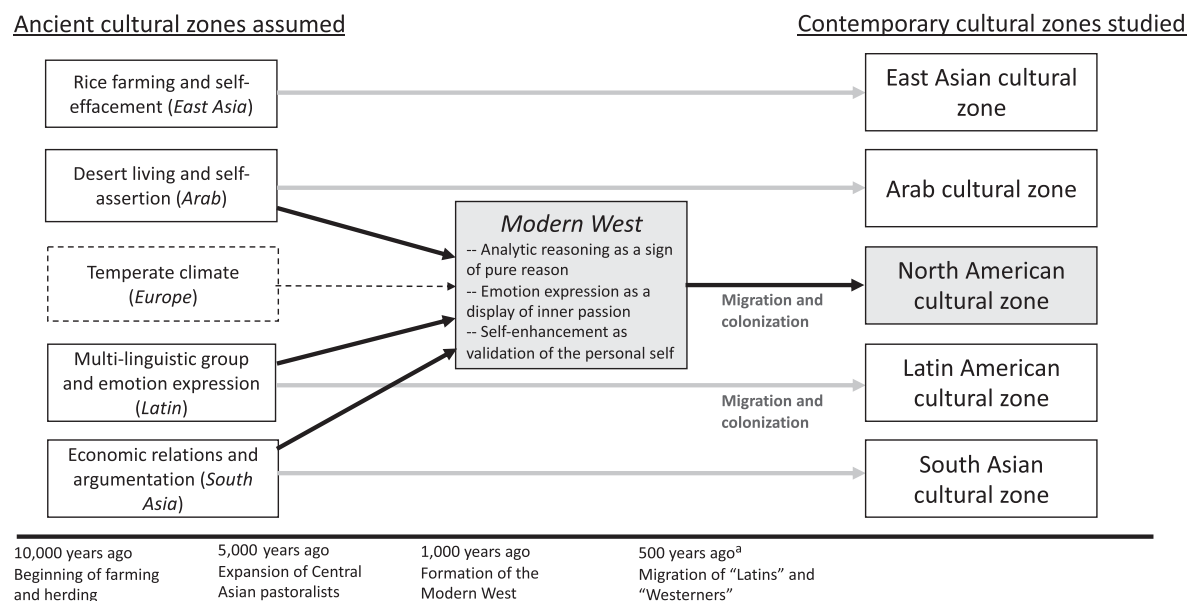 Ancient cultural zones assumed
Contemporary cultural zones studied
Rice farming and self-
effacement (East Asia)
East Asian cultural
zone
Desert living and self-
assertion (Arab)
Arab cultural zone
Modern West
-- Analytic reasoning as a sign
of pure reason
-- Emotion expression as a
display of inner passion
-- Self-enhancement as
validation of the personal self
Temperate climate
(Europe)
North American
cultural zone
Migration and
colonization
Multi-linguistic group
and emotion expression
(Latin)
Latin American
cultural zone
Migration and
colonization
Economic relations and
argumentation (South
Asia)
South Asian
cultural zone
10,000 years ago
Beginning of farming
and herding
5,000 years ago
Expansion of Central
Asian pastoralists
1,000 years ago
Formation of the
Modern West
500 years agoᵃ
Migration of “Latins” and
“Westerners”